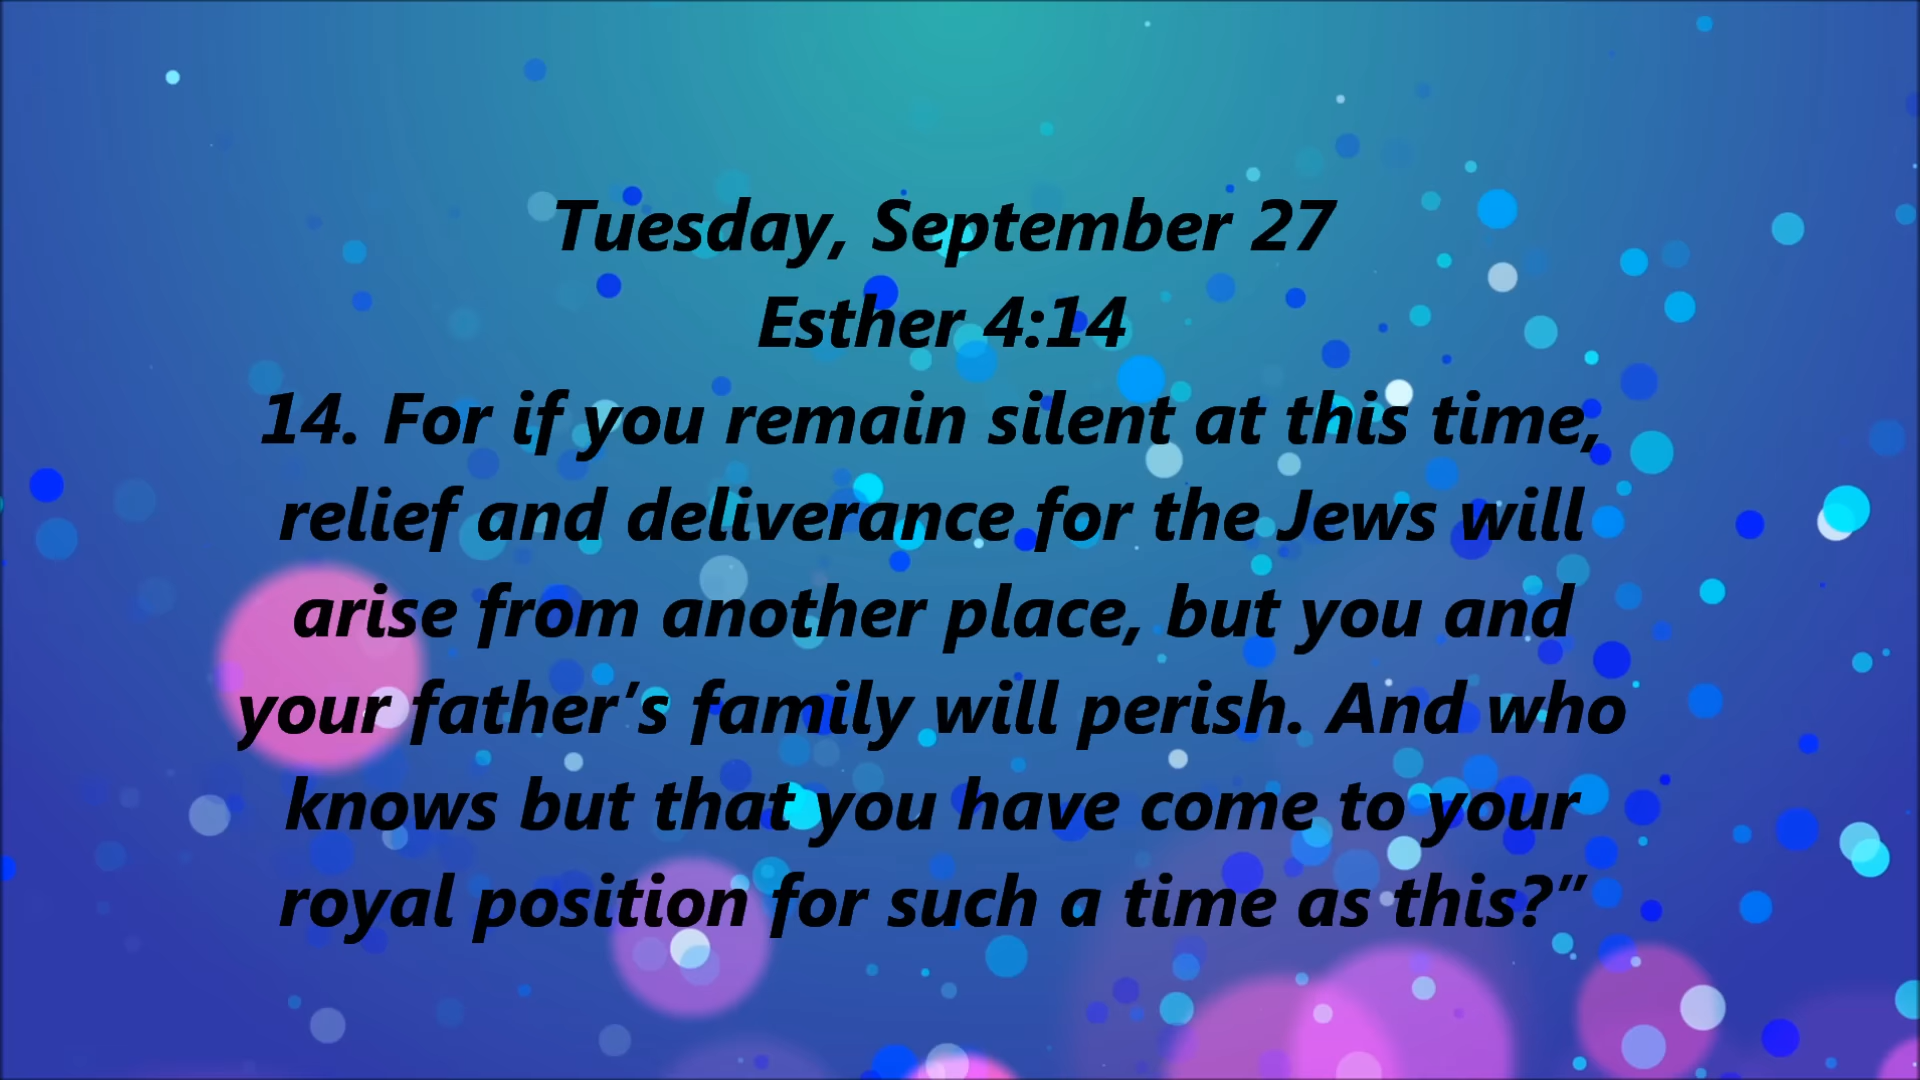 Tuesday, September 27
Esther 4:14
14. For if you remain silent at this time,
relief and deliverance for the Jews will
arise from another place, but you and
your father’s family will perish. And who
knows but that you have come to your
royal position for such a time as this?”